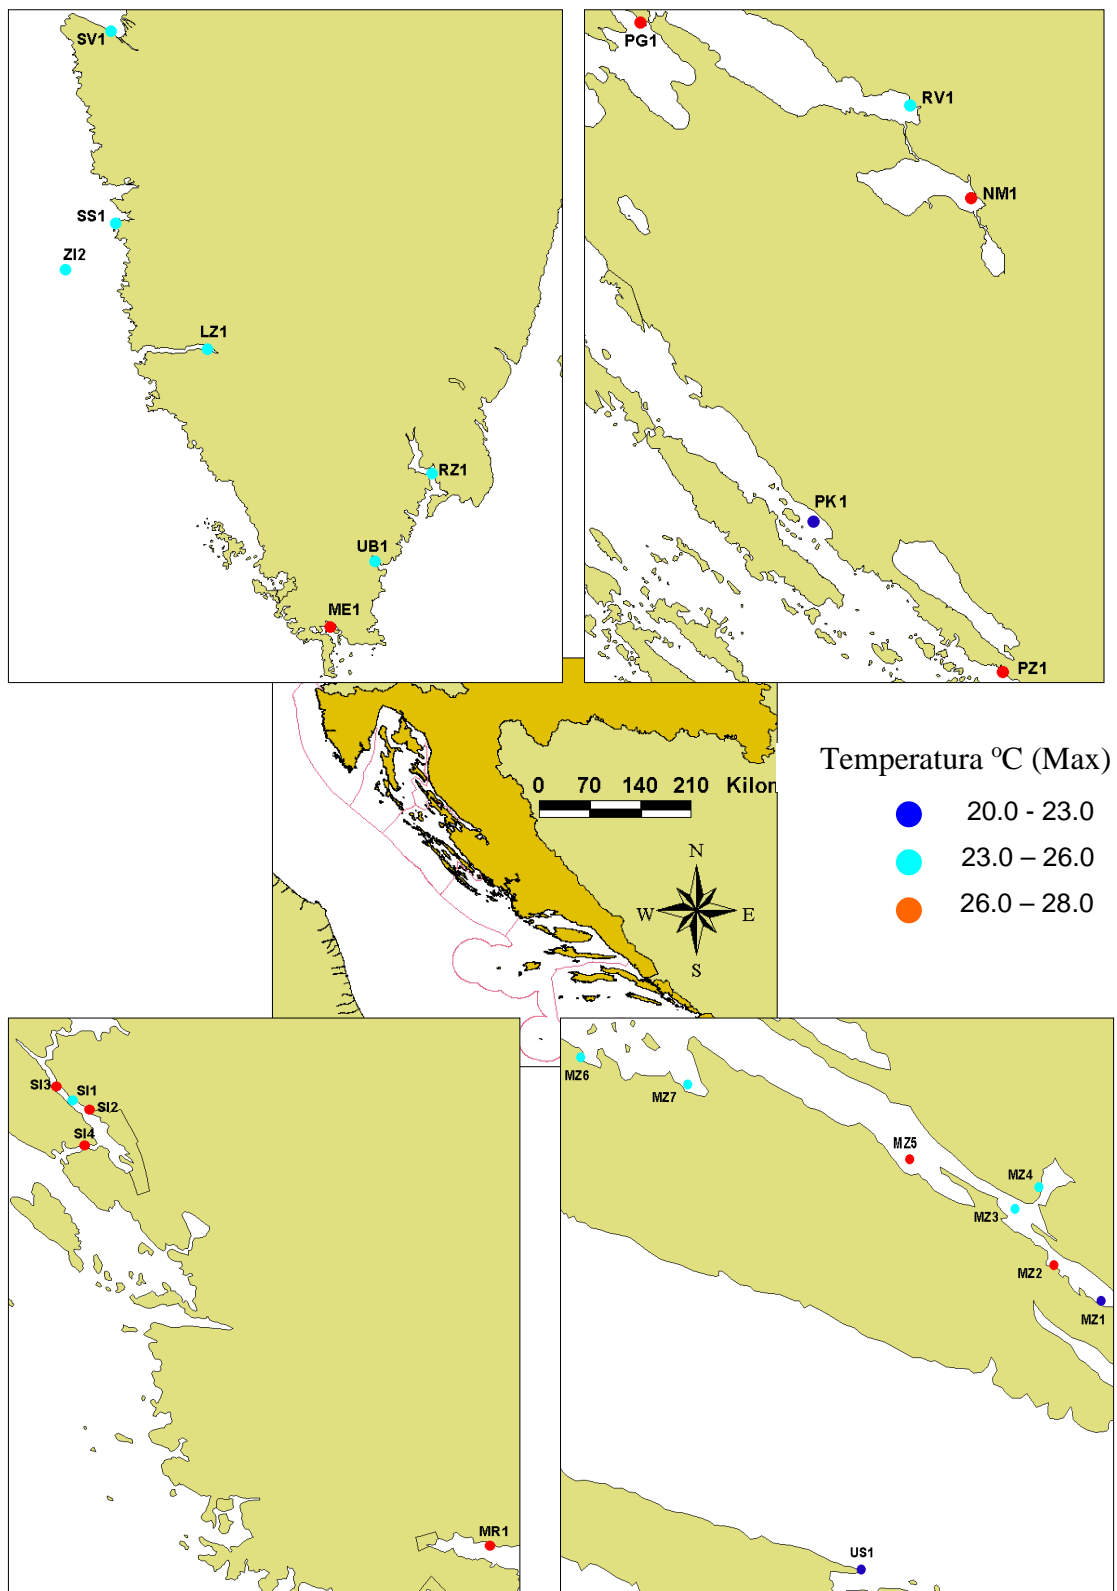 SV1
SS1
ZI2
LZ1
RZ1
UB1
ME1
PG1
RV1
NM1
PK1
PZ1
0 70 140 210 Kilon
N
W E
S
Temperatura ºC (Max)
20.0 - 23.0
23.0 – 26.0
26.0 – 28.0
SI3
SI1
SI2
SI4
MR1
MZ6
MZ7
MZ5
MZ4
MZ3
MZ2
MZ1
US1